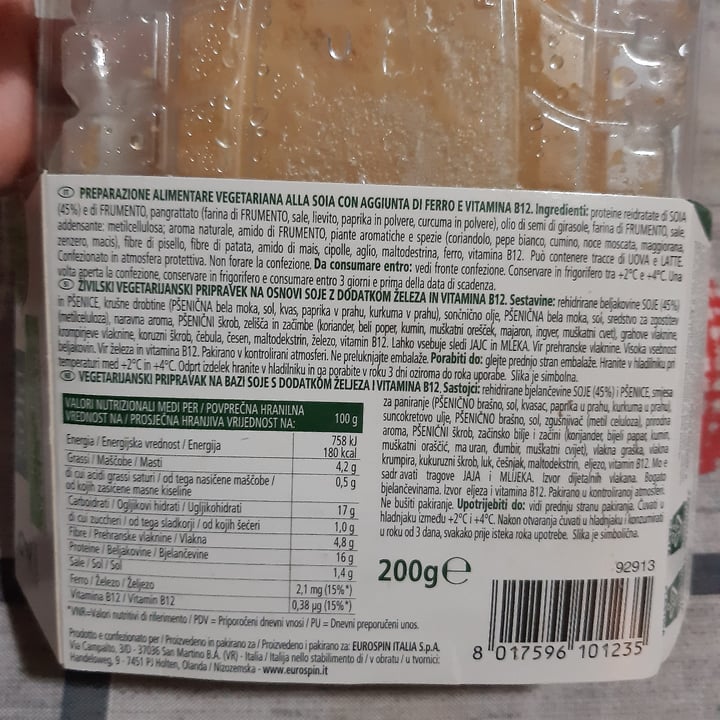 IT PREPARAZIONE ALIMENTARE VEGETARIANA ALLA SOIA CON AGGIUNTA DI FERRO E VITAMINA B12. Ingredienti: proteine reidratate di SOIA
(45%) e di FRUMENTO, pangrattato (farina di FRUMENTO, sale, lievito, paprika in polvere, curcuma in polvere), olio di semi di girasole, farina di FRUMENTO, sale,
addensante: metilcellulosa; aroma naturale, amido di FRUMENTO, piante aromatiche e spezie (coriandolo, pepe bianco, cumino, noce moscata, maggiorana,
zenzero, macis), fibre di pisello, fibre di patata, amido di mais, cipolle, aglio, maltodestrina, ferro, vitamina B12. Può contenere tracce di UOVA e LATTE.
Confezionato in atmosfera protettiva. Non forare la confezione. Da consumare entro: vedi fronte confezione. Conservare in frigorifero tra +2°C e +4°C. Una
volta aperta la confezione, conservare in frigorifero e consumare entro 3 giorni e prima della data di scadenza.
ŽIVILSKI VEGETARIJANSKI PRIPRAVEK NA OSNOVI SOJE Z DODATKOM ŽELEZA IN VITAMINA B12. Sestavine: rehidrirane beljakovine SOJE (45%)
in PŠENICE, krušne drobtine (PŠENIČNA bela moka, sol, kvas, paprika v prahu, kurkuma v prahu), sončnično olje, PŠENIČNA bela moka, sol, sredstvo za zgostitev
(metilceluloza), naravna aroma, PŠENIČNI škrob, zelišča in začimbe (koriander, beli poper, kumin, muškatni orešček, majaron, ingver, muškatni cvet), grahove vlaknine,
krompirjeve vlaknine, koruzni škrob, čebula, česen, maltodekstrin, železo, vitamin B12. Lahko vsebuje sledi JAJC in MLEKA. Vir prehranske vlaknine. Visoka vsebnost
beljakovin. Vir železa in vitamina B12. Pakirano v kontrolirani atmosferi. Ne preluknjajte embalaže. Porabiti do: glejte prednjo stran embalaže. Hranite v hladilniku pri
temperaturi med +2°C in +4°C. Odprt izdelek hranite v hladilniku in ga porabite v roku 3 dni oziroma do roka uporabe. Slika je simbolna.
VEGETARIJANSKI PRIPRAVAK NA BAZI SOJE S DODATKOM ŽELJEZA I VITAMINA B12. Sastojci: rehidrirane bjelančevine SOJE (45%) i PŠENICE, smjesa
za paniranje (PŠENIČNO brašno, sol, kvasac, paprika u prahu, kurkuma u prahu),
suncokretovo ulje, PŠENIČNO brašno, sol, zgušnjivač (metil celuloza), prirodna
aroma, PŠENIČNI škrob, začinsko bilje i začini (korijander, bijeli papar, kumin,
muškatni oraščić, ma uran, đumbir, muškatni cvijet), vlakna graška, vlakna
krumpira, kukuruzni škrob, luk, češnjak, maltodekstrin, eljezo, vitamin B12. Mo e
sadr avati tragove JAJA I MLIJEKA. Izvor dijetalnih vlakana. Bogato
bjelančevinama. Izvor eljeza i vitamina B12. Pakirano u kontroliranoj atmosferi.
Ne bušiti pakiranje. Upotrijebiti do: vidi prednju stranu pakiranja. Čuvati u
hladnjaku između +2°C i +4°C. Nakon otvaranja čuvati u hladnjaku i konzumirati
u roku od 3 dana, svakako prije isteka roka upotrebe. Slika je simbolična.
VALORI NUTRIZIONALI MEDI PER / POVPREČNA HRANILNA
VREDNOST NA / PROSJEČNA HRANJIVA VRIJEDNOST NA: 100 g
Energia / Energijska vrednost / Energija 758 kJ
180 kcal
Grassi / Maščobe / Masti 4,2 g
di cui acidi grassi saturi / od tega nasičene maščobe /
od kojih zasićene masne kiseline 0,5 g
Carboidrati / Ogljikovi hidrati / Ugljikohidrati 17 g
di cui zuccheri / od tega sladkorji / od kojih šećeri 1,0 g
Fibre / Prehranske vlaknine / Vlakna 4,8 g
Proteine / Beljakovine / Bjelančevine 16 g
Sale / Sol / Sol 1,4 g
Ferro / Železo / Željezo 2,1 mg (15%*)
Vitamina B12 / Vitamin B12 0,38 µg (15%*)
*VNR=Valori nutritivi di riferimento / PDV = Priporočeni dnevni vnosi / PU = Dnevni preporučeni unos.
Prodotto e confezionato per / Proizvedeno in pakirano za / Proizvedeno i pakirano za: EUROSPIN ITALIA S.p.A.
Via Campalto, 3/D - 37036 San Martino B.A. (VR) - Italia / Italija nello stabilimento di / v obratu / u tvornici:
Handelsweg, 9 - 7451 PJ Holten, Olanda / Nizozemska - www.eurospin.it
200g e
92913
8 017596 101235